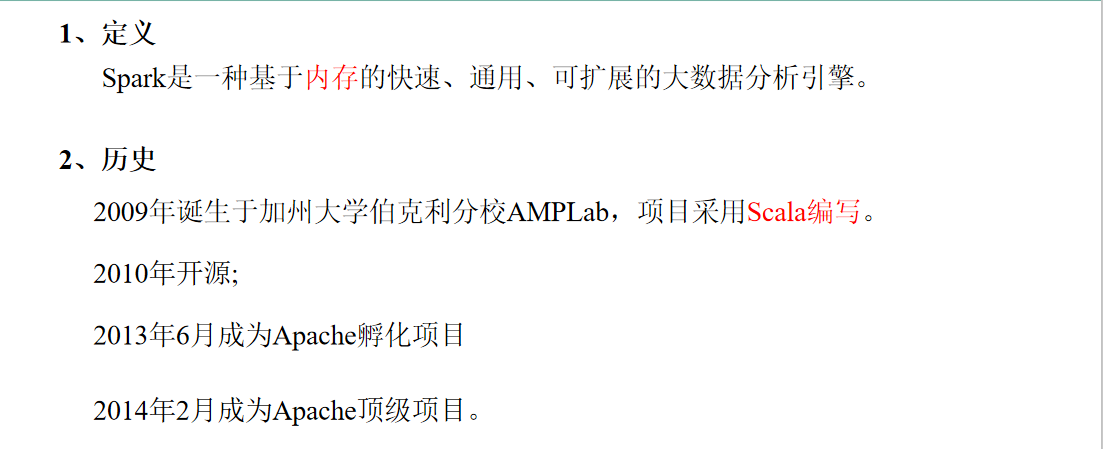 1、定义
Spark是一种基于内存的快速、通用、可扩展的大数据分析引擎。
2、历史
2009年诞生于加州大学伯克利分校AMPLab，项目采用Scala编写。
2010年开源;
2013年6月成为Apache孵化项目
2014年2月成为Apache顶级项目。